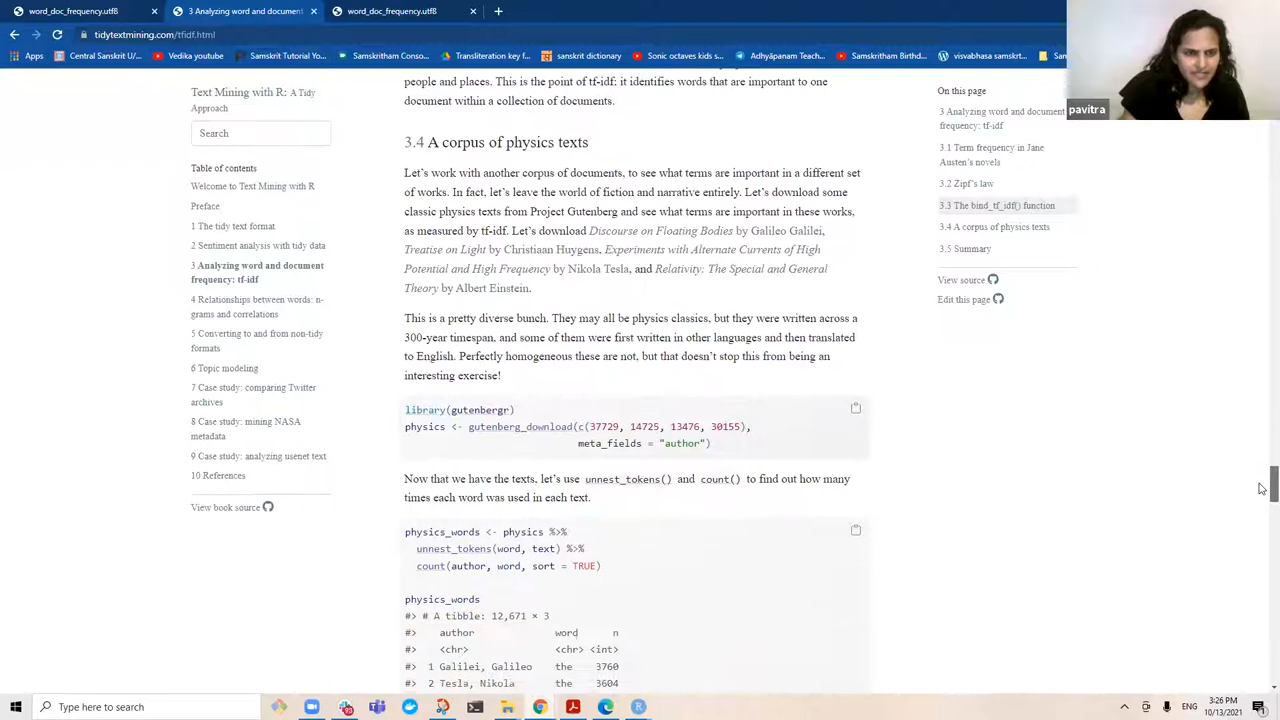 word_doc_frequency.utf8
3 Analyzing word and document
word_doc_frequency.utf8
tidytextmining.com/tfidf.html
Apps
Central Sanskrit U/...
Vedika youtube
Samskrit Tutorial Yo...
Samskritham Conso...
Transliteration key f...
sanskrit dictionary
Sonic octaves kids s...
Adhyāpanam Teach...
Samskritham Birthd...
visvabhasa samskrta...
San
pavitra
Text Mining with R: A Tidy
Approach
Search
Table of contents
Welcome to Text Mining with R
Preface
1 The tidy text format
2 Sentiment analysis with tidy data
3 Analyzing word and document
frequency: tf-idf
4 Relationships between words: n-
grams and correlations
5 Converting to and from non-tidy
formats
6 Topic modeling
7 Case study: comparing Twitter
archives
8 Case study: mining NASA
metadata
9 Case study: analyzing usenet text
10 References
View book source
people and places. This is the point of tf-idf; it identifies words that are important to one
document within a collection of documents.
3.4 A corpus of physics texts
Let's work with another corpus of documents, to see what terms are important in a different set
of works. In fact, let's leave the world of fiction and narrative entirely. Let's download some
classic physics texts from Project Gutenberg and see what terms are important in these works,
as measured by tf-idf. Let's download Discourse on Floating Bodies by Galileo Galilei,
Treatise on Light by Christiaan Huygens, Experiments with Alternate Currents of High
Potential and High Frequency by Nikola Tesla, and Relativity: The Special and General
Theory by Albert Einstein.
This is a pretty diverse bunch. They may all be physics classics, but they were written across a
300-year timespan, and some of them were first written in other languages and then translated
to English. Perfectly homogeneous these are not, but that doesn't stop this from being an
interesting exercise!
library(gutenbergr)
physics <- gutenberg_download(c(37729, 14725, 13476, 30155),
meta_fields = "author")
Now that we have the texts, let's use unnest_tokens() and count() to find out how many
times each word was used in each text.
physics_words <- physics %>%
unnest_tokens(word, text) %>%
count(author, word, sort = TRUE)
physics_words
#> # A tibble: 12,671 × 3
#> author word n
#> <chr> <chr> <int>
#> 1 Galilei, Galileo the 3760
#> 2 Tesla, Nikola the 3604
On this page
3 Analyzing word and document
frequency: tf-idf
3.1 Term frequency in Jane
Austen's novels
3.2 Zipf's law
3.3 The bind_tf_idf() function
3.4 A corpus of physics texts
3.5 Summary
View source
Edit this page
Type here to search
ENG
3:26 PM
10/13/2021